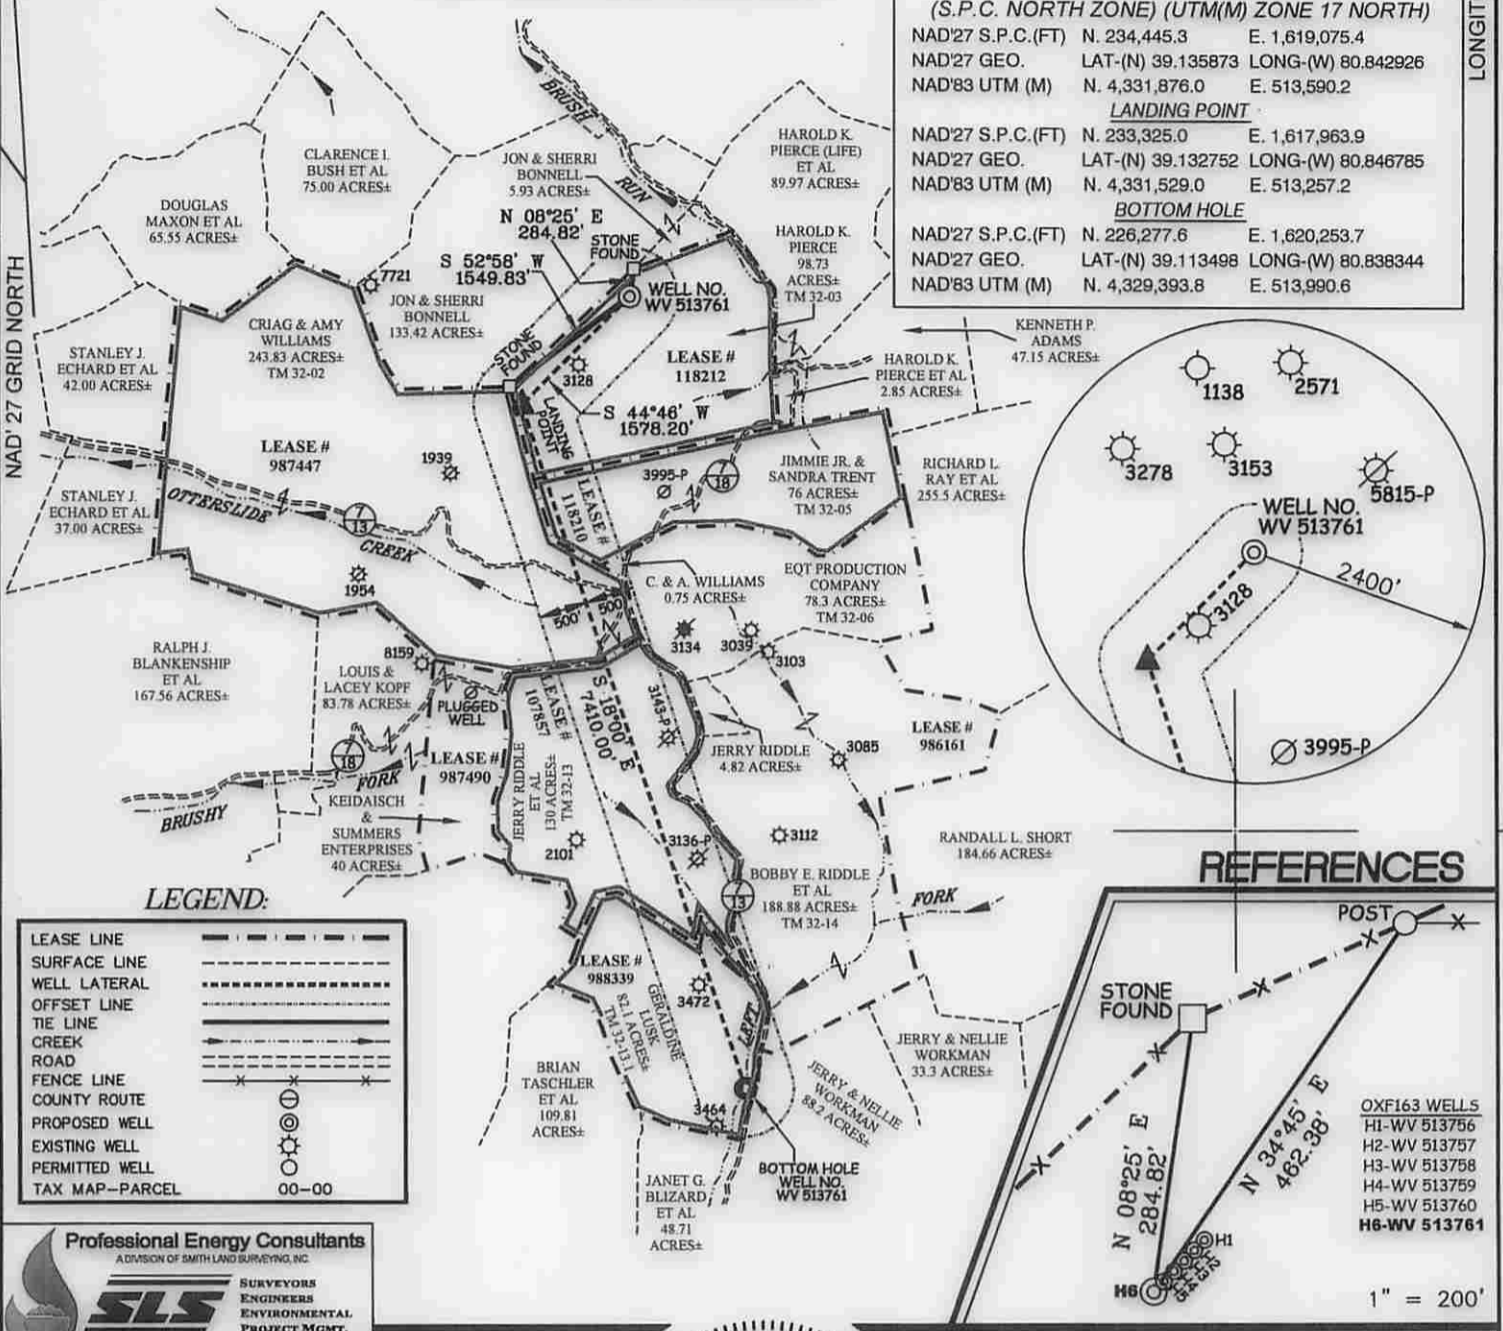 (S.P.C. NORTH ZONE) (UTM(M) ZONE 17 NORTH)
NAD'27 S.P.C.(FT) N. 234,445.3 E. 1,619,075.4
NAD'27 GEO. LAT-(N) 39.135873 LONG-(W) 80.842926
NAD'83 UTM (M) N. 4,331,876.0 E. 513,590.2
LANDING POINT
NAD'27 S.P.C.(FT) N. 233,325.0 E. 1,617,963.9
NAD'27 GEO. LAT-(N) 39.132752 LONG-(W) 80.846785
NAD'83 UTM (M) N. 4,331,529.0 E. 513,257.2
BOTTOM HOLE
NAD'27 S.P.C.(FT) N. 226,277.6 E. 1,620,253.7
NAD'27 GEO. LAT-(N) 39.113498 LONG-(W) 80.838344
NAD'83 UTM (M) N. 4,329,393.8 E. 513,990.6
NAD'27 GRID NORTH
BRUSH
RUN
CLARENCE I.
BUSH ET AL
75.00 ACRES±
JON & SHERRI
BONNELL
5.93 ACRES±
HAROLD K.
PIERCE (LIFE)
ET AL
89.97 ACRES±
DOUGLAS
MAXON ET AL
65.55 ACRES±
N 08°25' E
284.82'
STONE
FOUND
S 52°58' W
1549.83'
HAROLD K.
PIERCE
98.73
ACRES±
TM 32-03
7721
WELL NO.
WV 513761
JON & SHERRI
BONNELL
133.42 ACRES±
CRIAG & AMY
WILLIAMS
243.83 ACRES±
TM 32-02
STANLEY J.
ECHARD ET AL
42.00 ACRES±
STONE
FOUND
3128
LEASE #
118212
KENNETH P.
ADAMS
47.15 ACRES±
HAROLD K.
PIERCE ET AL
2.85 ACRES±
LANDING
POINT
S 44°46' W
1578.20'
LEASE #
987447
1939
3995-P
7
18
LEASE #
118210
JIMMIE JR. &
SANDRA TRENT
76 ACRES±
TM 32-05
RICHARD L.
RAY ET AL
255.5 ACRES±
STANLEY J.
ECHARD ET AL
37.00 ACRES±
OTTERSLIDE
7
13
CREEK
1954
C. & A. WILLIAMS
0.75 ACRES±
EQT PRODUCTION
COMPANY
78.3 ACRES±
TM 32-06
500'
500'
3134
3039
3103
RALPH J.
BLANKENSHIP
ET AL
167.56 ACRES±
8159
LOUIS &
LACEY KOPF
83.78 ACRES±
PLUGGED
WELL
LEASE #
107857
S 18°00' E
7410.00'
3143-P
LEASE #
986161
JERRY RIDDLE
4.82 ACRES±
3085
7
18
LEASE #
987490
FORK
BRUSHY
KEIDAISCH
&
SUMMERS
ENTERPRISES
40 ACRES±
JERRY RIDDLE
ET AL
130 ACRES±
TM 32-13
2101
3136-P
3112
RANDALL L. SHORT
184.66 ACRES±
BOBBY E. RIDDLE
ET AL
188.88 ACRES±
TM 32-14
7
13
FORK
LEASE #
988339
GERALDINE
LUSK
82.1 ACRES±
TM 32-13.1
3472
LEFT
JERRY & NELLIE
WORKMAN
33.3 ACRES±
BRIAN
TASCHLER
ET AL
109.81
ACRES±
JERRY & NELLIE
WORKMAN
88.2 ACRES±
3464
BOTTOM HOLE
WELL NO.
WV 513761
JANET G.
BLIZARD
ET AL
48.71
ACRES±
1138
2571
3278
3153
5815-P
WELL NO.
WV 513761
2400'
3128
3995-P
LEGEND:
LEASE LINE
SURFACE LINE
WELL LATERAL
OFFSET LINE
TIE LINE
CREEK
ROAD
FENCE LINE
COUNTY ROUTE
PROPOSED WELL
EXISTING WELL
PERMITTED WELL
TAX MAP-PARCEL 00-00
REFERENCES
POST
STONE
FOUND
N 08°25' E
284.82'
N 34°45' E
462.38'
OXF163 WELLS
H1-WV 513756
H2-WV 513757
H3-WV 513758
H4-WV 513759
H5-WV 513760
H6-WV 513761
H1
H2
H3
H4
H5
H6
1" = 200'
Professional Energy Consultants
A DIVISION OF SMITH LAND SURVEYING, INC.
SLS
SURVEYORS
ENGINEERS
ENVIRONMENTAL
PROJECT MGMT.